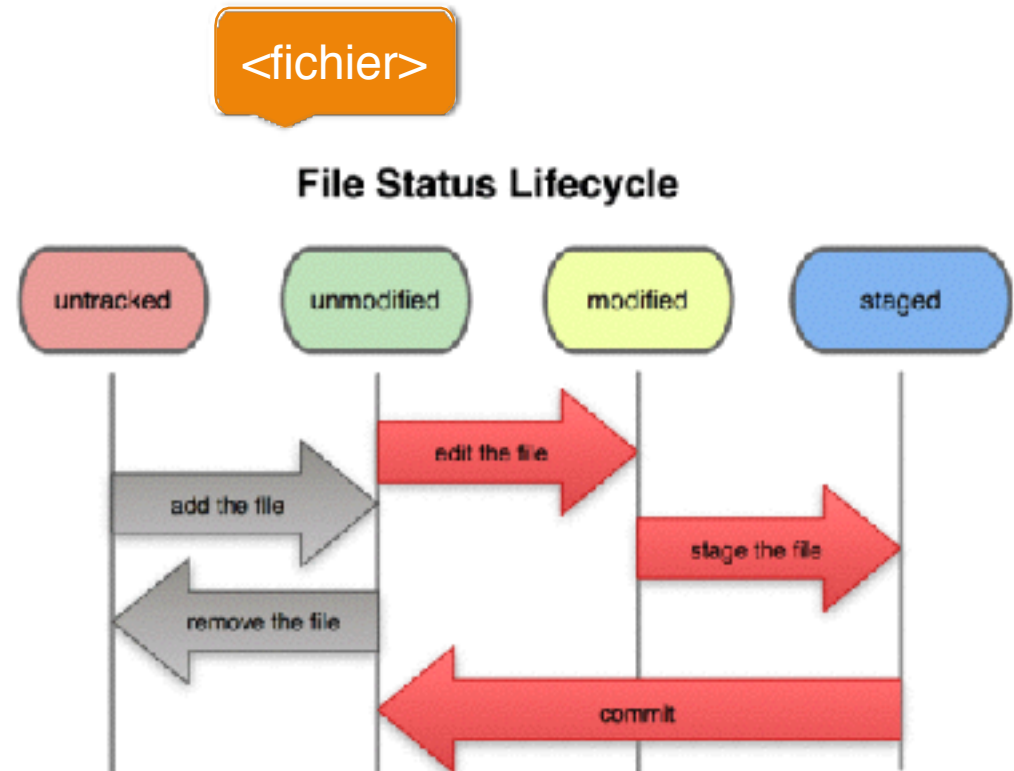 <fichier>
File Status Lifecycle
untracked
unmodified
modified
staged
edit the file
add the file
stage the file
remove the file
commit